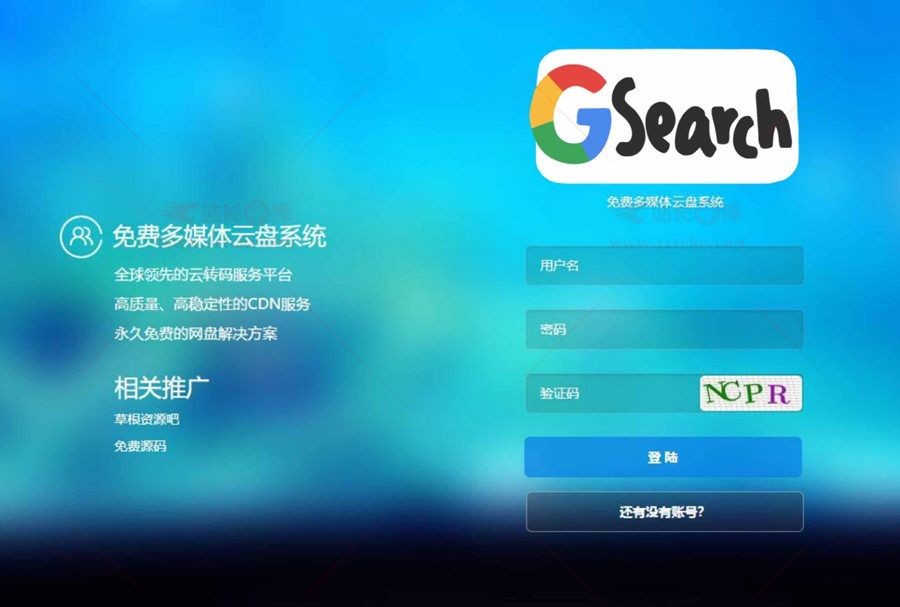 GSearch
免费多媒体云盘系统
免费多媒体云盘系统
全球领先的云转码服务平台
高质量、高稳定性的CDN服务
永久免费的网盘解决方案
相关推广
草根资源吧
免费源码
用户名
密码
验证码
NCPR
登陆
还有没有账号?